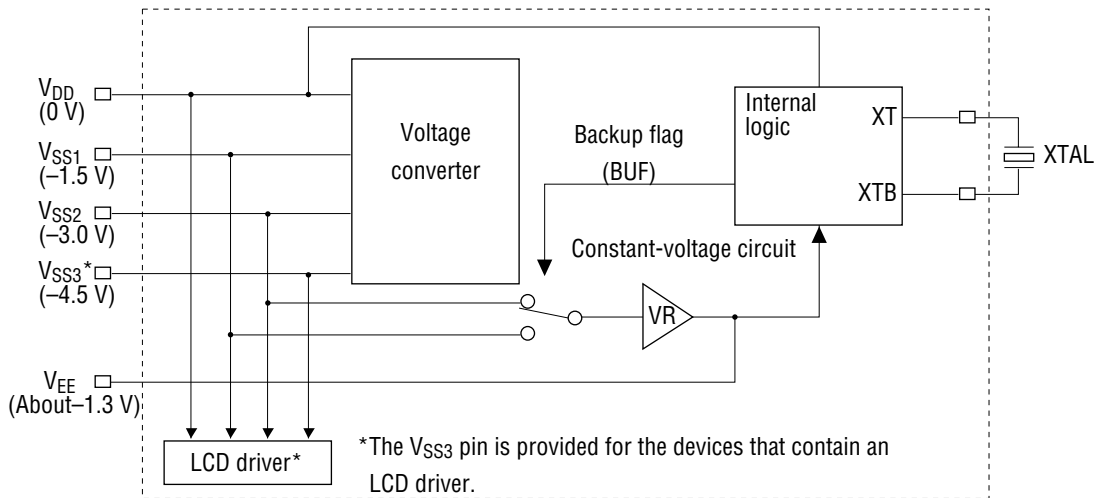 VDD
(0 V)
VSS1
(–1.5 V)
VSS2
(–3.0 V)
VSS3*
(–4.5 V)
VEE
(About–1.3 V)
Voltage
converter
Backup flag
(BUF)
Internal
logic
XT
XTB
XTAL
Constant-voltage circuit
VR
LCD driver*
*The VSS3 pin is provided for the devices that contain an
LCD driver.